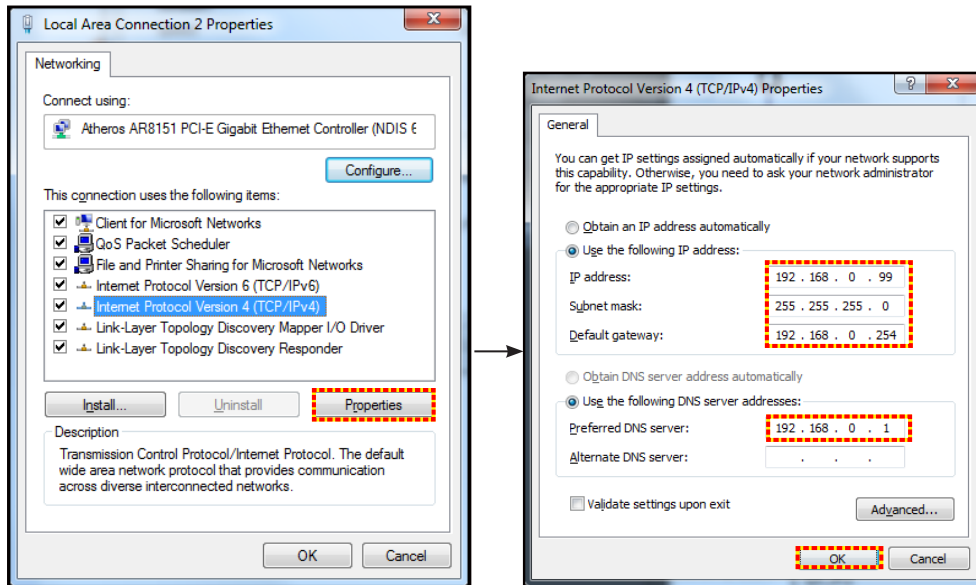 Local Area Connection 2 Properties
Networking
Connect using:
Atheros AR8151 PCI-E Gigabit Ethernet Controller (NDIS 6
Configure...
This connection uses the following items:
Client for Microsoft Networks
QoS Packet Scheduler
File and Printer Sharing for Microsoft Networks
Internet Protocol Version 6 (TCP/IPv6)
Internet Protocol Version 4 (TCP/IPv4)
Link-Layer Topology Discovery Mapper I/O Driver
Link-Layer Topology Discovery Responder
Install...
Uninstall
Properties
Description
Transmission Control Protocol/Internet Protocol. The default
wide area network protocol that provides communication
across diverse interconnected networks.
OK
Cancel
Internet Protocol Version 4 (TCP/IPv4) Properties
General
You can get IP settings assigned automatically if your network supports
this capability. Otherwise, you need to ask your network administrator
for the appropriate IP settings.
Obtain an IP address automatically
Use the following IP address:
IP address: 192 . 168 . 0 . 99
Subnet mask: 255 . 255 . 255 . 0
Default gateway: 192 . 168 . 0 . 254
Obtain DNS server address automatically
Use the following DNS server addresses:
Preferred DNS server: 192 . 168 . 0 . 1
Alternate DNS server: . . .
Validate settings upon exit
Advanced...
OK
Cancel